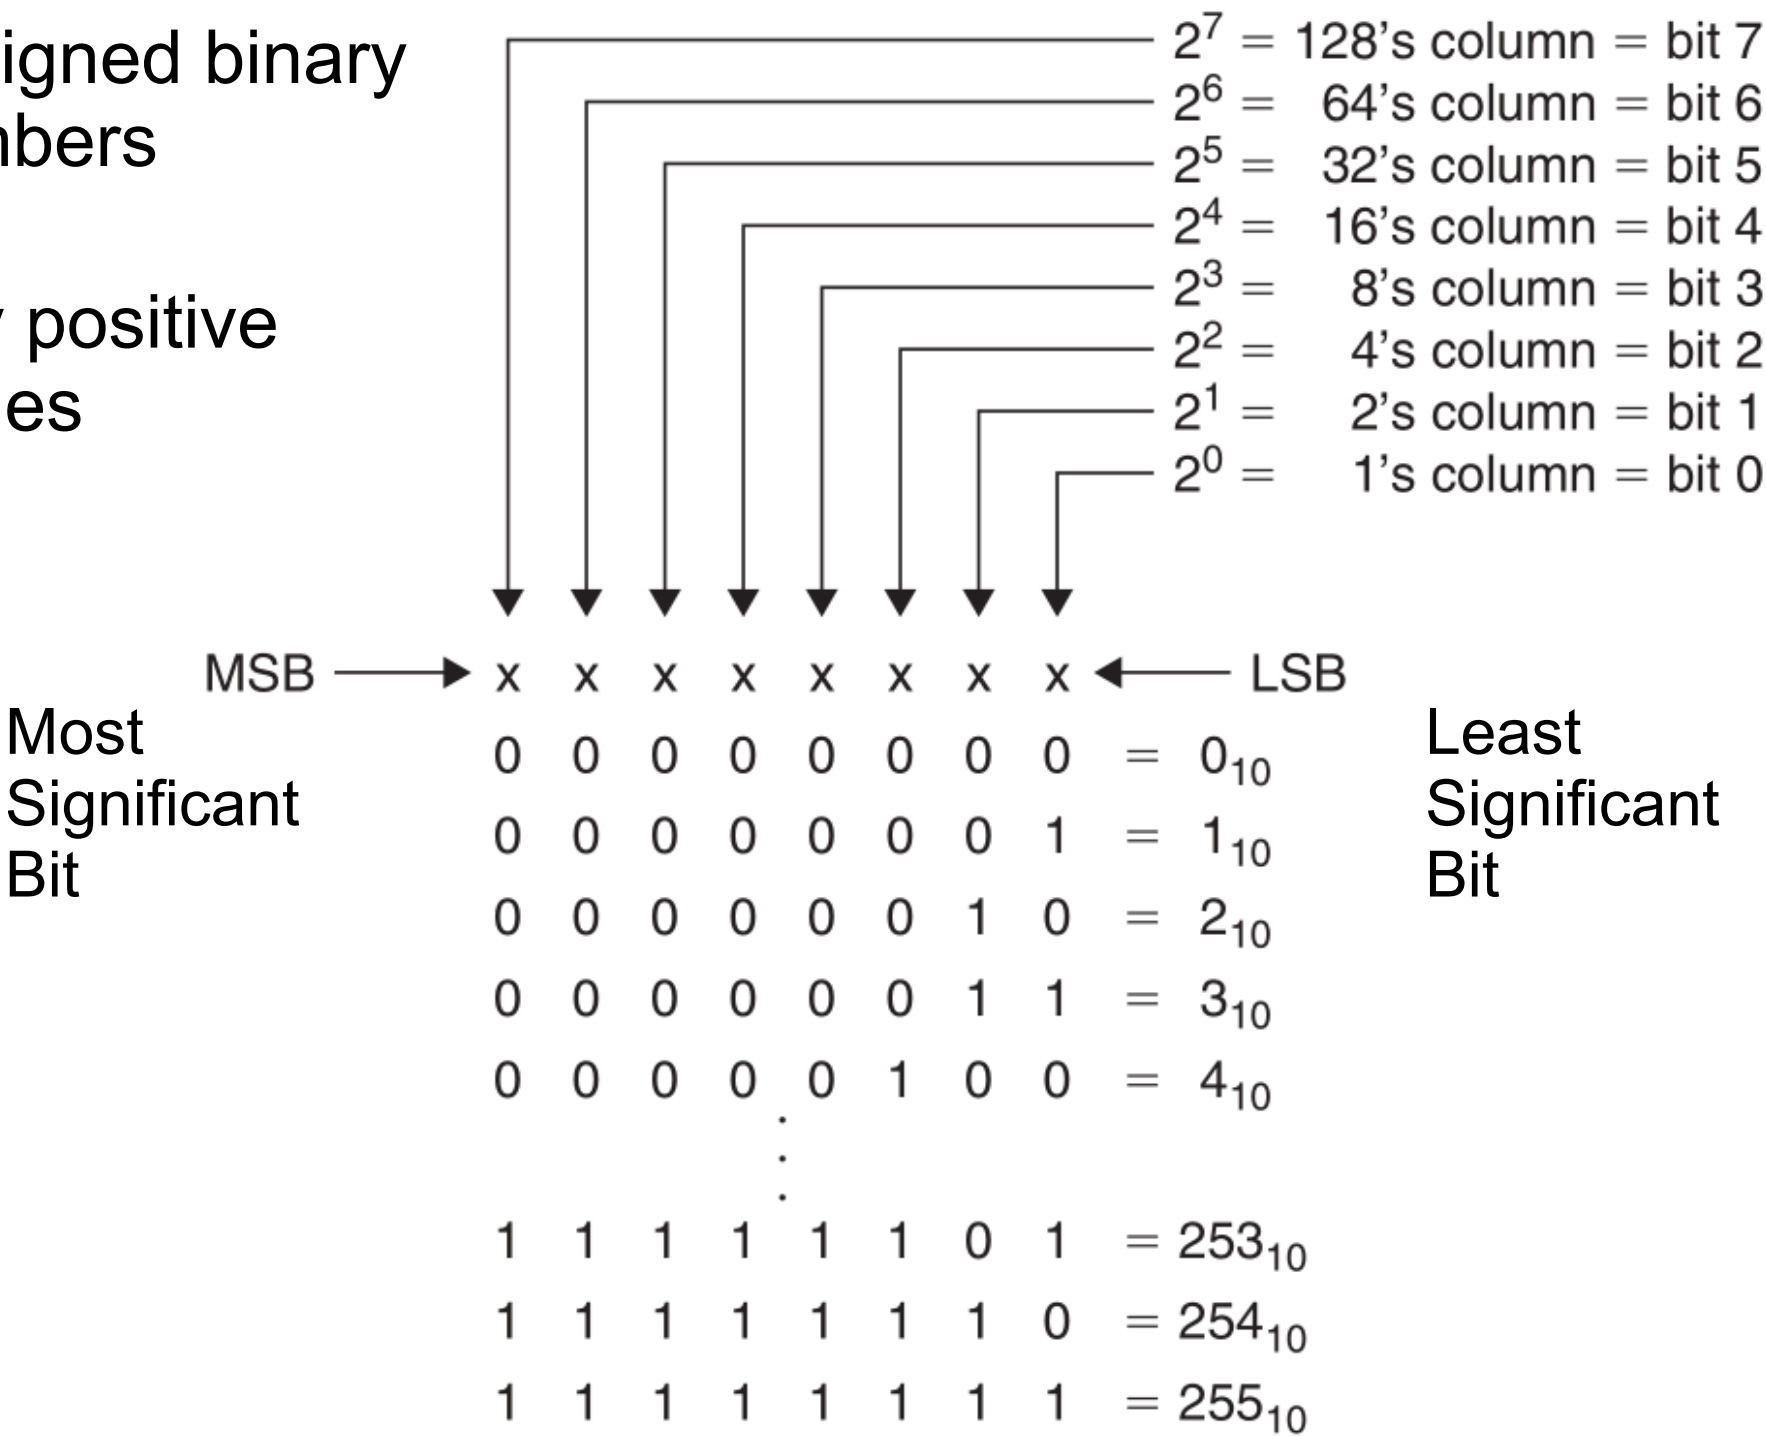 igned binary
nbers
positive
es
2⁷ = 128’s column = bit 7
2⁶ = 64’s column = bit 6
2⁵ = 32’s column = bit 5
2⁴ = 16’s column = bit 4
2³ = 8’s column = bit 3
2² = 4’s column = bit 2
2¹ = 2’s column = bit 1
2⁰ = 1’s column = bit 0
MSB x x x x x x x x LSB
Most
Significant
Bit
Least
Significant
Bit
0 0 0 0 0 0 0 0 = 0₁₀
0 0 0 0 0 0 0 1 = 1₁₀
0 0 0 0 0 0 1 0 = 2₁₀
0 0 0 0 0 0 1 1 = 3₁₀
0 0 0 0 0 1 0 0 = 4₁₀
.
.
.
1 1 1 1 1 1 0 1 = 253₁₀
1 1 1 1 1 1 1 0 = 254₁₀
1 1 1 1 1 1 1 1 = 255₁₀